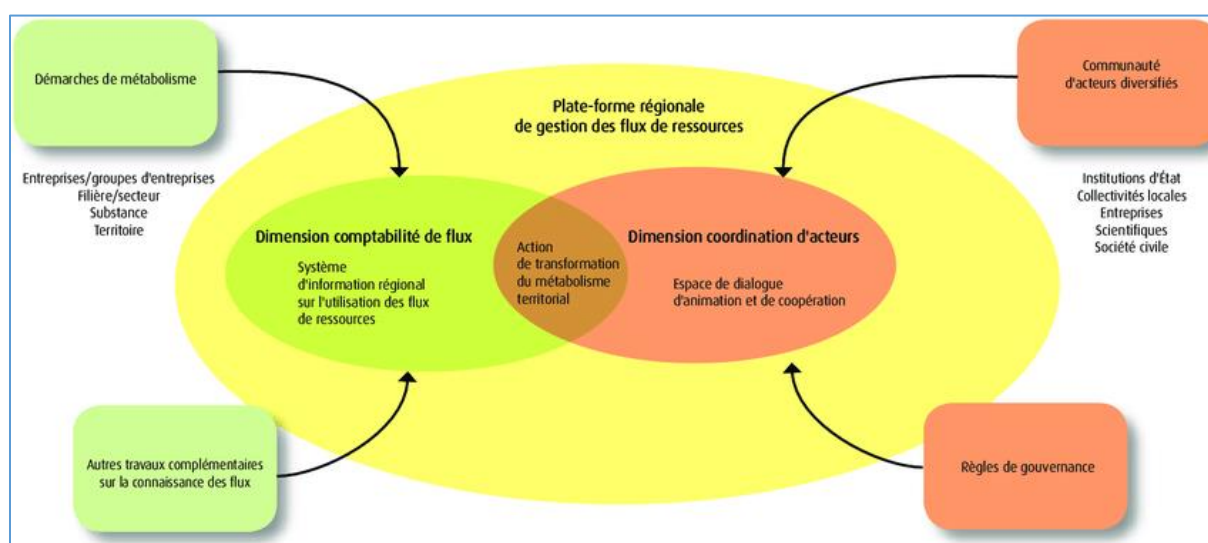 Démarches de métabolisme
Entreprises/groupes d'entreprises
Filière/secteur
Substance
Territoire
Plate-forme régionale
de gestion des flux de ressources
Communauté
d'acteurs diversifiés
Institutions d'État
Collectivités locales
Entreprises
Scientifiques
Société civile
Dimension comptabilité de flux
Système
d'information régional
sur l'utilisation des flux
de ressources
Action
de transformation
du métabolisme
territorial
Dimension coordination d'acteurs
Espace de dialogue
d'animation et de coopération
Autres travaux complémentaires
sur la connaissance des flux
Règles de gouvernance